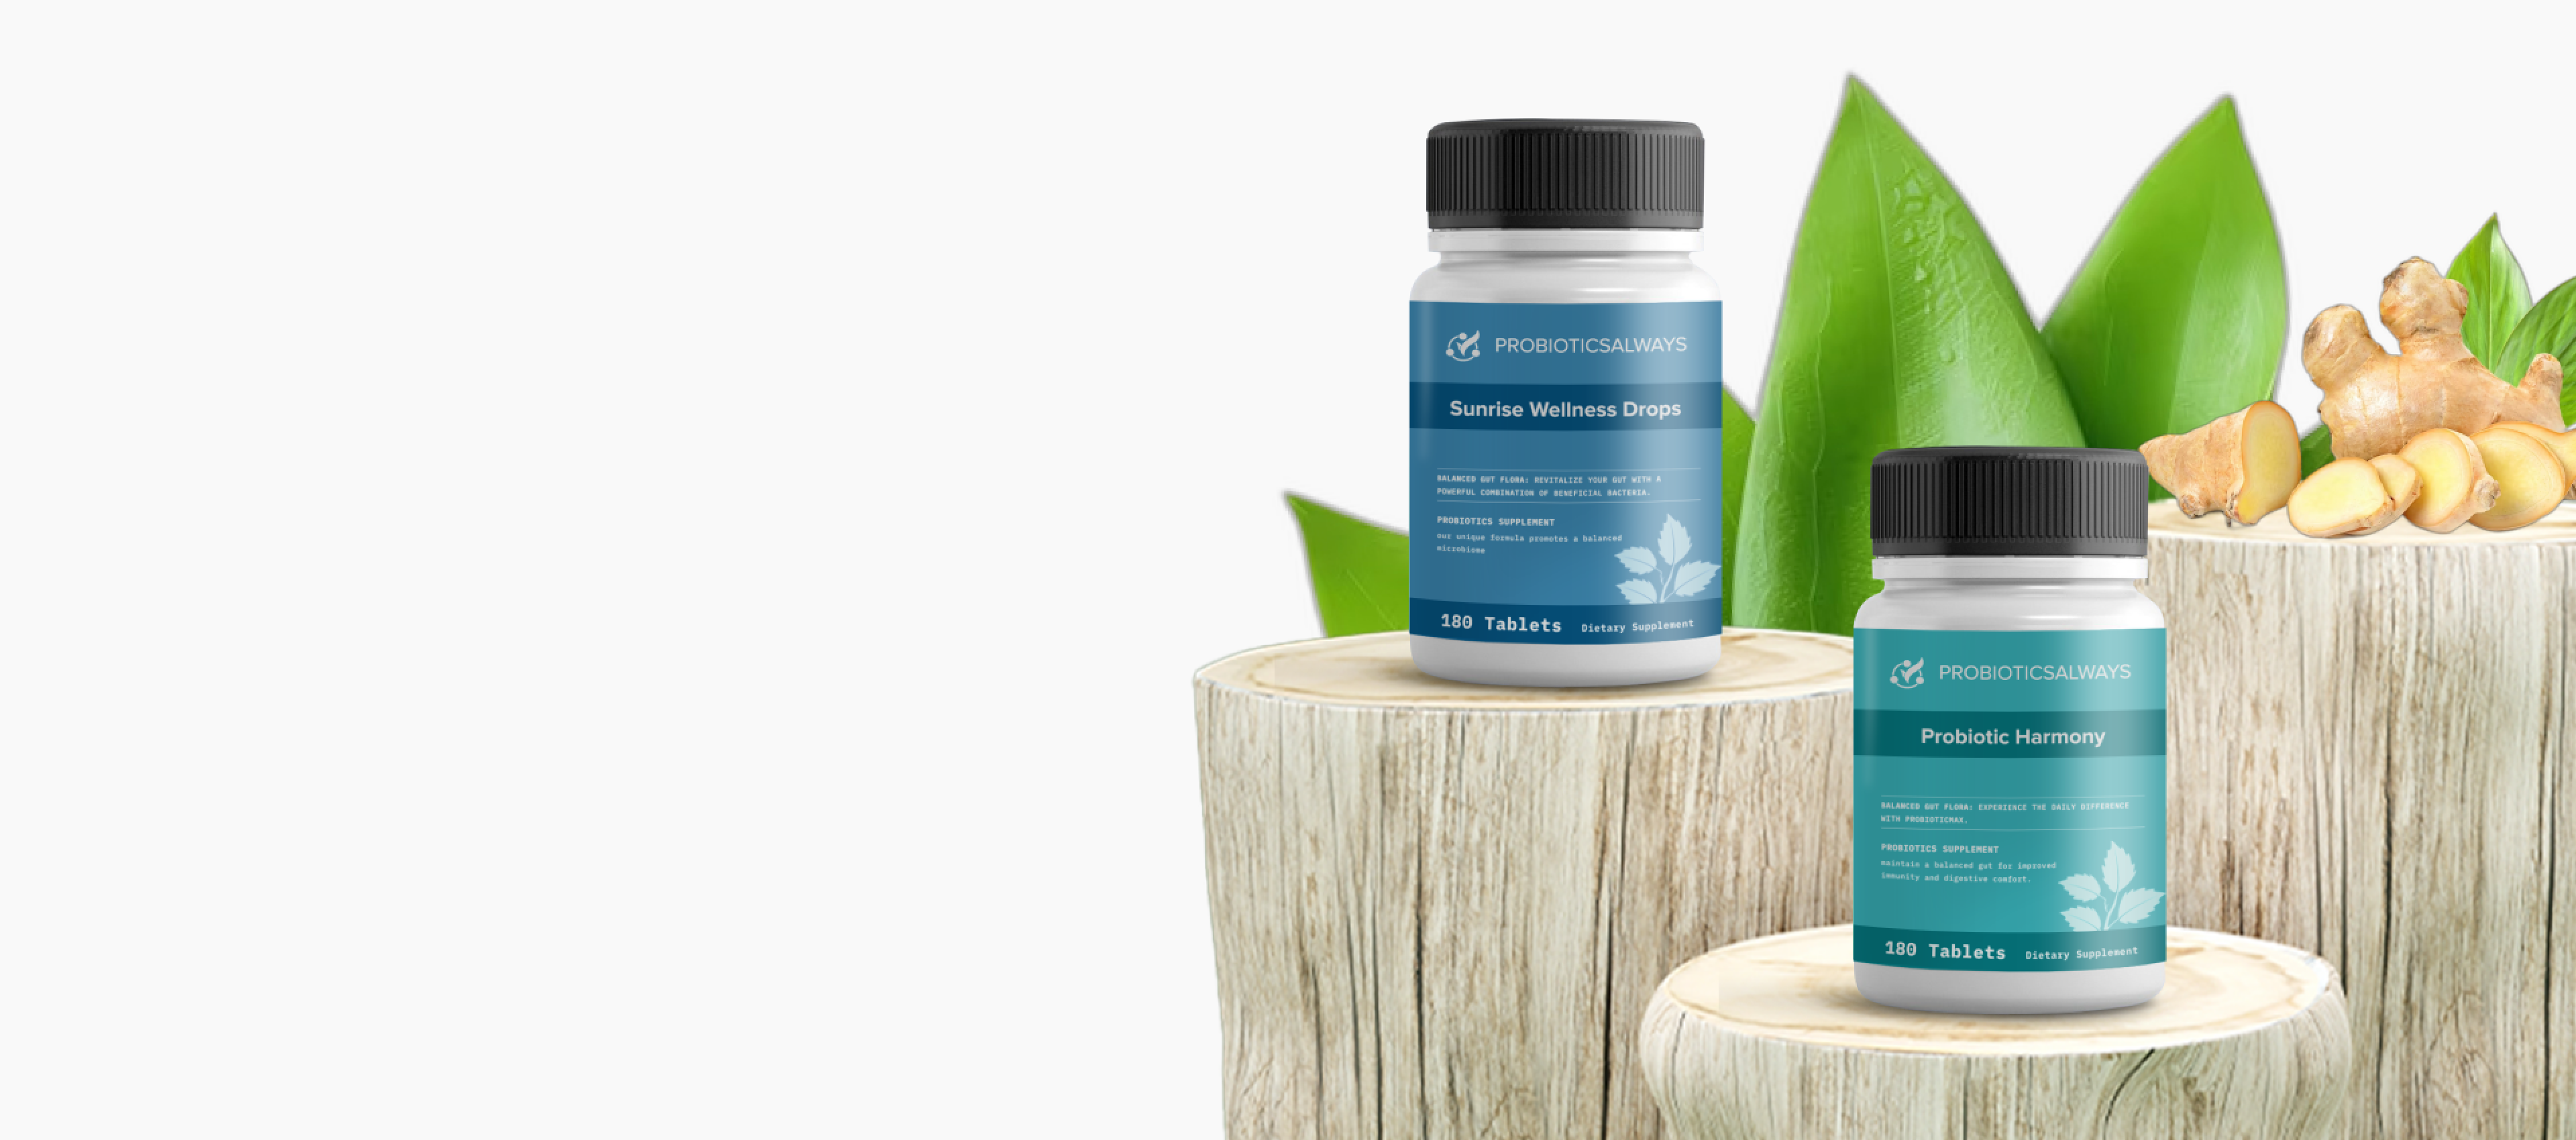 PROBIOTICSALWAYS
Sunrise Wellness Drops
BALANCED GUT FLORA: REVITALIZE YOUR GUT WITH A
POWERFUL COMBINATION OF BENEFICIAL BACTERIA.
PROBIOTICS SUPPLEMENT
our unique formula promotes a balanced
microbiome
180 Tablets Dietary Supplement
PROBIOTICSALWAYS
Probiotic Harmony
BALANCED GUT FLORA: EXPERIENCE THE DAILY DIFFERENCE
WITH PROBIOTICMAX.
PROBIOTICS SUPPLEMENT
maintain a balanced gut for improved
immunity and digestive comfort.
180 Tablets Dietary Supplement